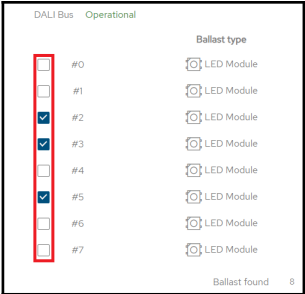 DALI Bus Operational
Ballast type
#0 LED Module
#1 LED Module
#2 LED Module
#3 LED Module
#4 LED Module
#5 LED Module
#6 LED Module
#7 LED Module
Ballast found 8